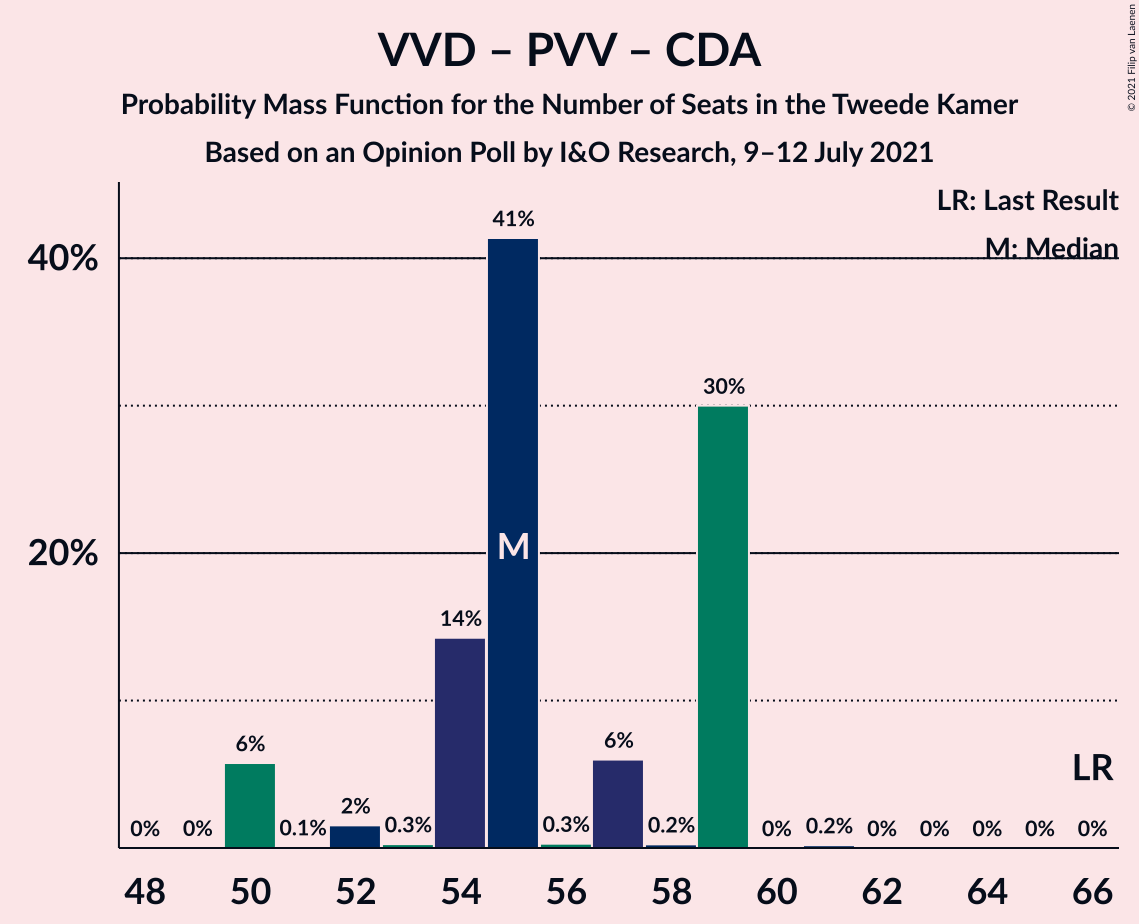 VVD – PVV – CDA
Probability Mass Function for the Number of Seats in the Tweede Kamer
Based on an Opinion Poll by I&O Research, 9–12 July 2021
© 2021 Filip van Laenen
LR: Last Result
M: Median
40%
20%
0%
0%
6%
0.1%
2%
0.3%
14%
41%
M
0.3%
6%
0.2%
30%
0%
0.2%
0%
0%
0%
0%
0%
LR
48 50 52 54 56 58 60 62 64 66